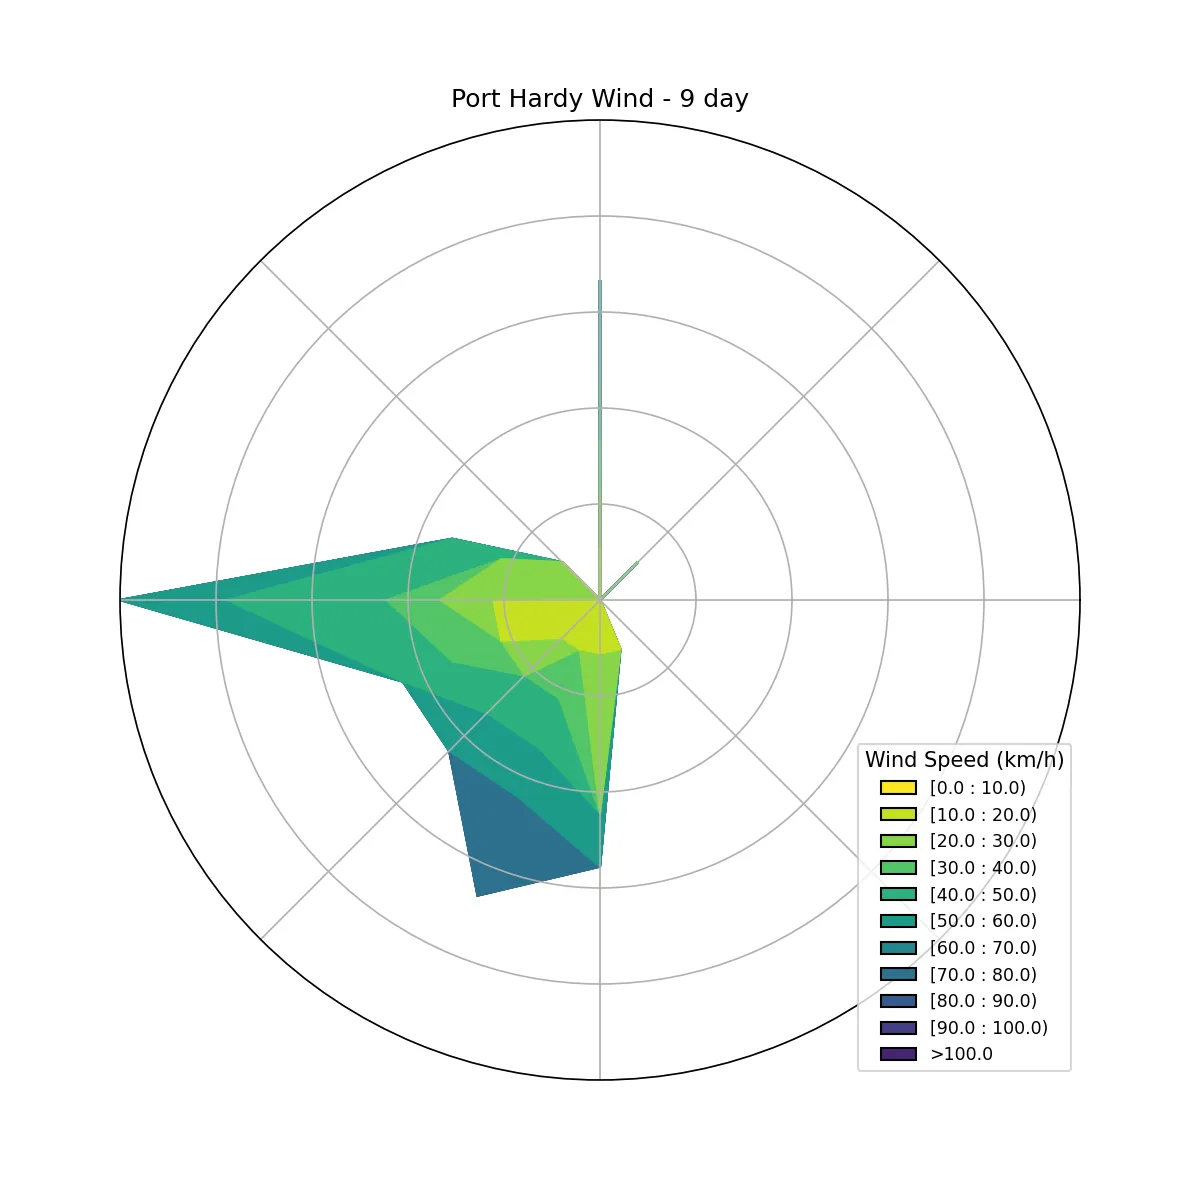 Port Hardy Wind - 9 day
Wind Speed (km/h)
[0.0 : 10.0)
[10.0 : 20.0)
[20.0 : 30.0)
[30.0 : 40.0)
[40.0 : 50.0)
[50.0 : 60.0)
[60.0 : 70.0)
[70.0 : 80.0)
[80.0 : 90.0)
[90.0 : 100.0)
>100.0